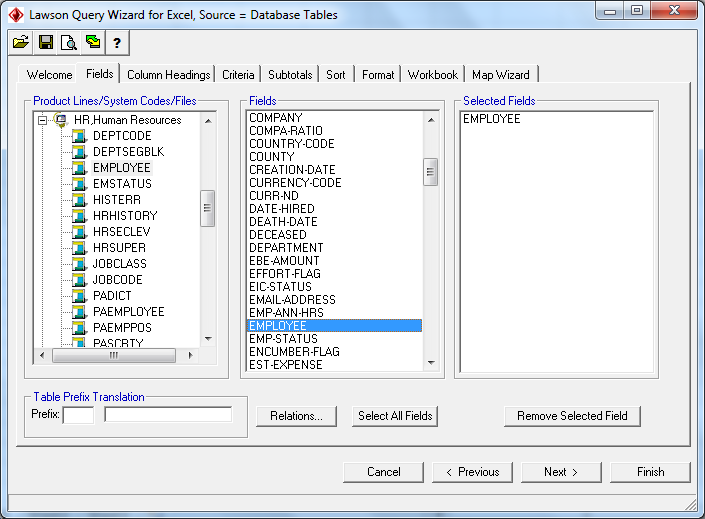 Lawson Query Wizard for Excel, Source = Database Tables
?
Welcome Fields Column Headings Criteria Subtotals Sort Format Workbook Map Wizard
Product Lines/System Codes/Files
HR,Human Resources
DEPTCODE
DEPTSEGBLK
EMPLOYEE
EMSTATUS
HISTERR
HRHISTORY
HRSECLEV
HRSUPER
JOBCLASS
JOBCODE
PADICT
PAEMPLOYEE
PAEMPPOS
PASCRTY
Fields
COMPANY
COMPA-RATIO
COUNTRY-CODE
COUNTY
CREATION-DATE
CURRENCY-CODE
CURR-ND
DATE-HIRED
DEATH-DATE
DECEASED
DEPARTMENT
EBE-AMOUNT
EFFORT-FLAG
EIC-STATUS
EMAIL-ADDRESS
EMP-ANN-HRS
EMPLOYEE
EMP-STATUS
ENCUMBER-FLAG
EST-EXPENSE
Selected Fields
EMPLOYEE
Table Prefix Translation
Prefix:
Relations...
Select All Fields
Remove Selected Field
Cancel
< Previous
Next >
Finish